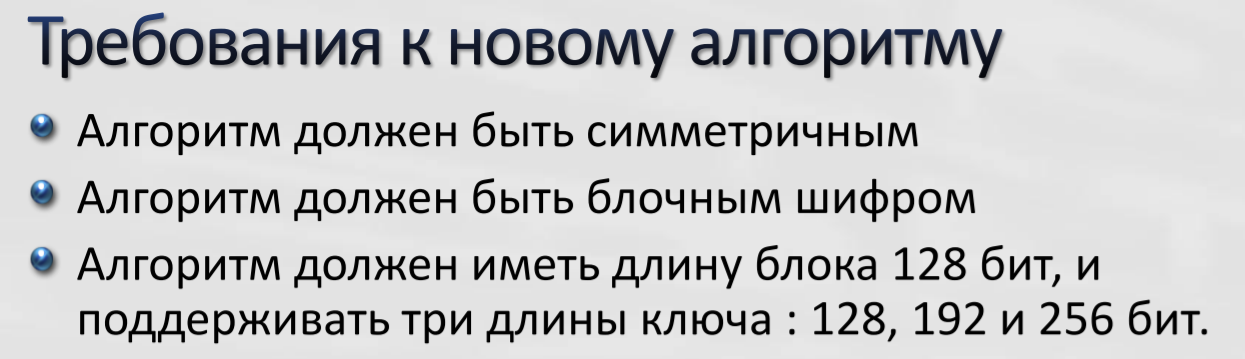 Требования к новому алгоритму
Алгоритм должен быть симметричным
Алгоритм должен быть блочным шифром
Алгоритм должен иметь длину блока 128 бит, и
поддерживать три длины ключа : 128, 192 и 256 бит.